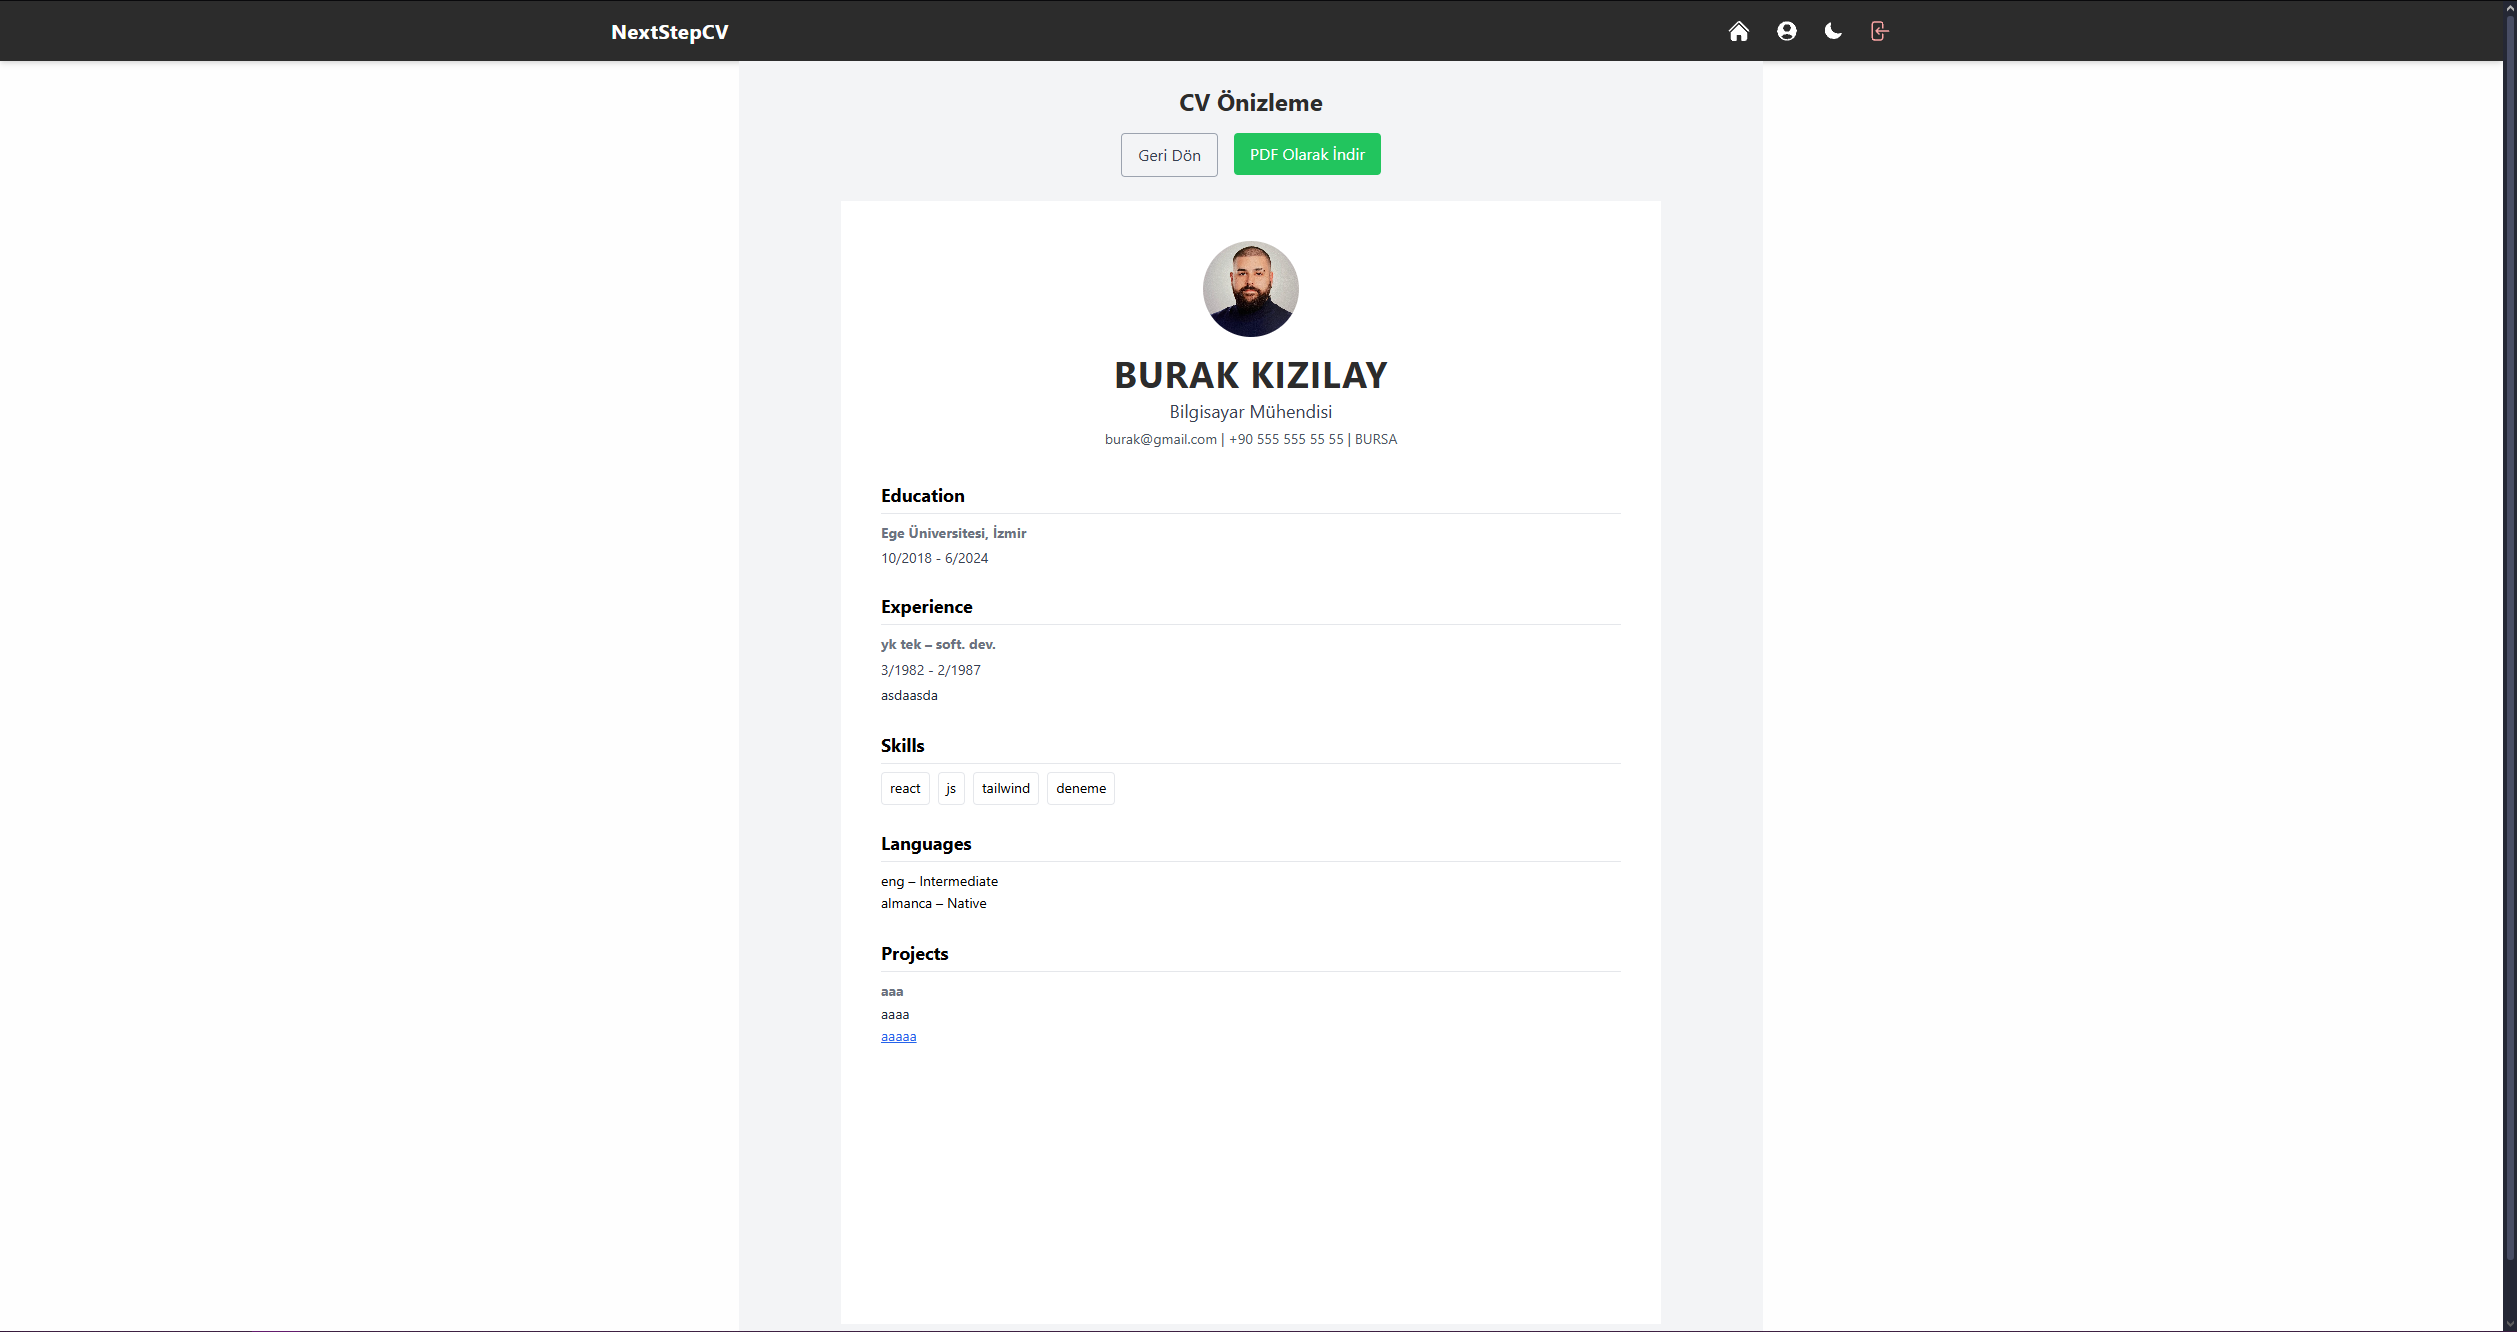 NextStepCV
CV Önizleme
Geri Dön
PDF Olarak İndir
BURAK KIZILAY
Bilgisayar Mühendisi
burak@gmail.com | +90 555 555 55 55 | BURSA
Education
Ege Üniversitesi, İzmir
10/2018 - 6/2024
Experience
yk tek – soft. dev.
3/1982 - 2/1987
asdaasda
Skills
react js tailwind deneme
Languages
eng – Intermediate
almanca – Native
Projects
aaa
aaaa
aaaaa